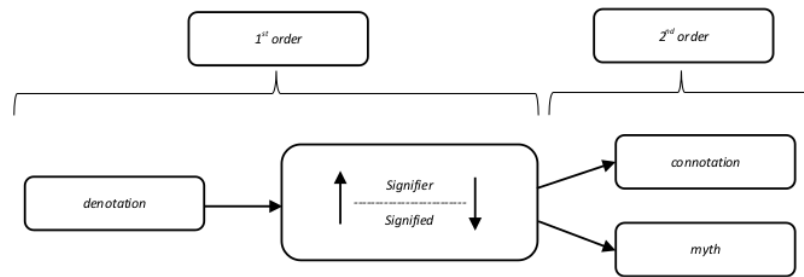 1st order
2nd order
denotation
Signifier
Signified
connotation
myth